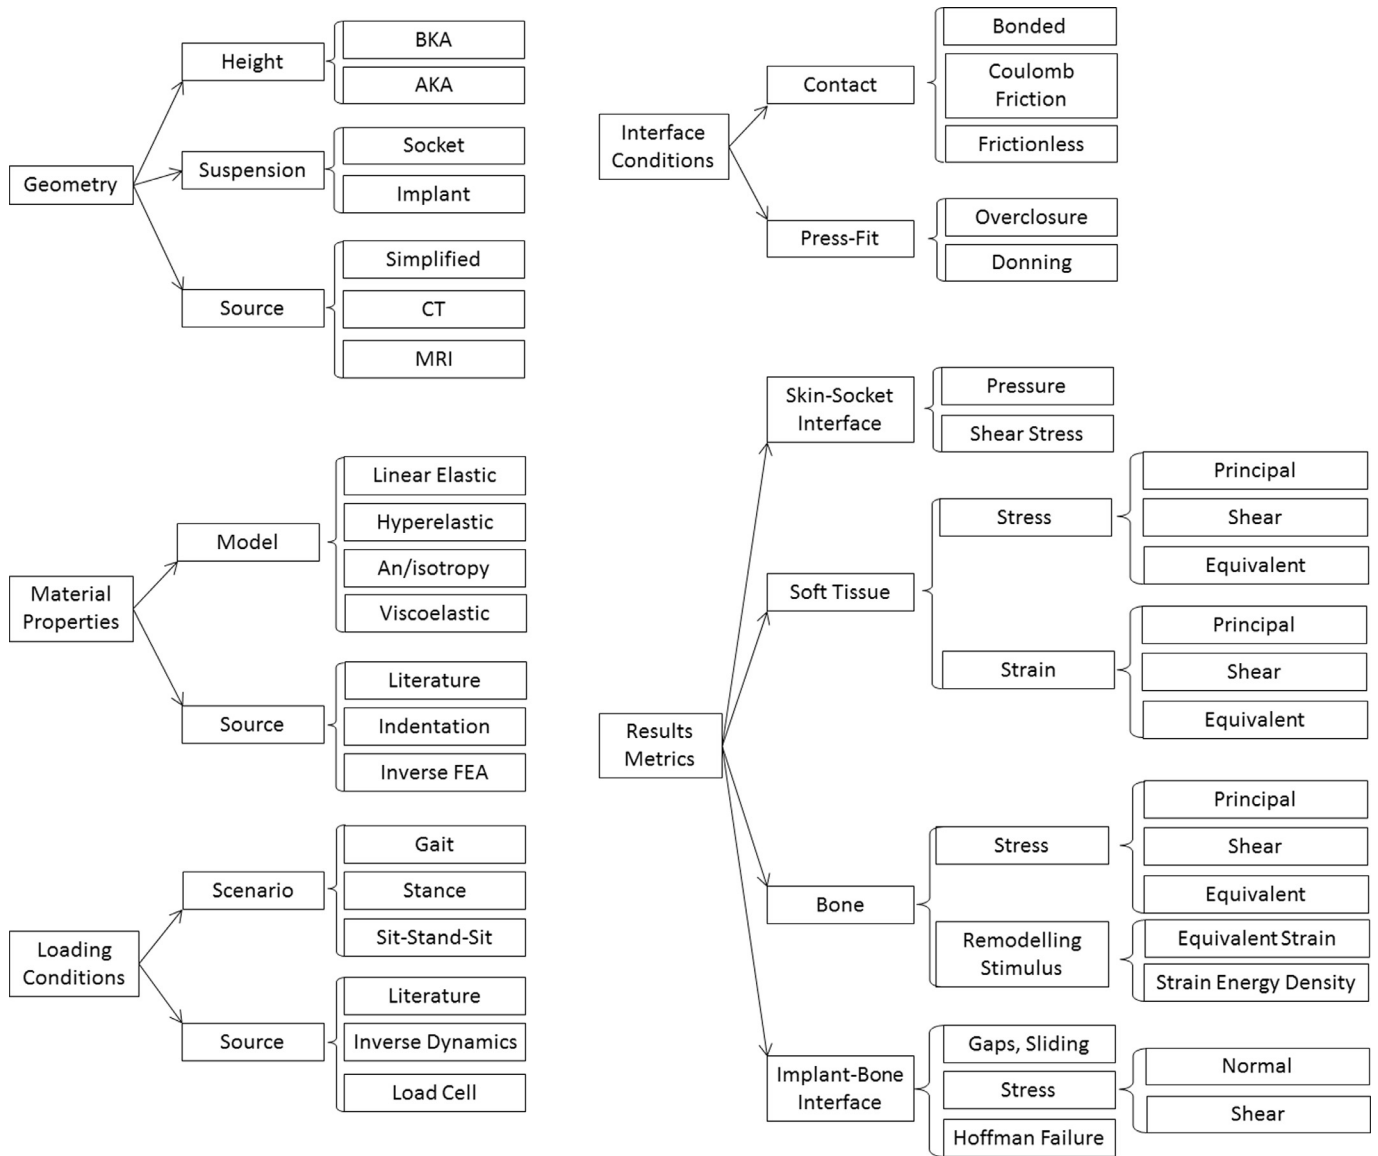 Geometry
Height
BKA
AKA
Suspension
Socket
Implant
Source
Simplified
CT
MRI
Material
Properties
Model
Linear Elastic
Hyperelastic
An/isotropy
Viscoelastic
Source
Literature
Indentation
Inverse FEA
Loading
Conditions
Scenario
Gait
Stance
Sit-Stand-Sit
Source
Literature
Inverse Dynamics
Load Cell
Interface
Conditions
Contact
Bonded
Coulomb
Friction
Frictionless
Press-Fit
Overclosure
Donning
Results
Metrics
Skin-Socket
Interface
Pressure
Shear Stress
Soft Tissue
Stress
Principal
Shear
Equivalent
Strain
Principal
Shear
Equivalent
Bone
Stress
Principal
Shear
Equivalent
Remodelling
Stimulus
Equivalent Strain
Strain Energy Density
Implant-Bone
Interface
Gaps, Sliding
Stress
Normal
Shear
Hoffman Failure